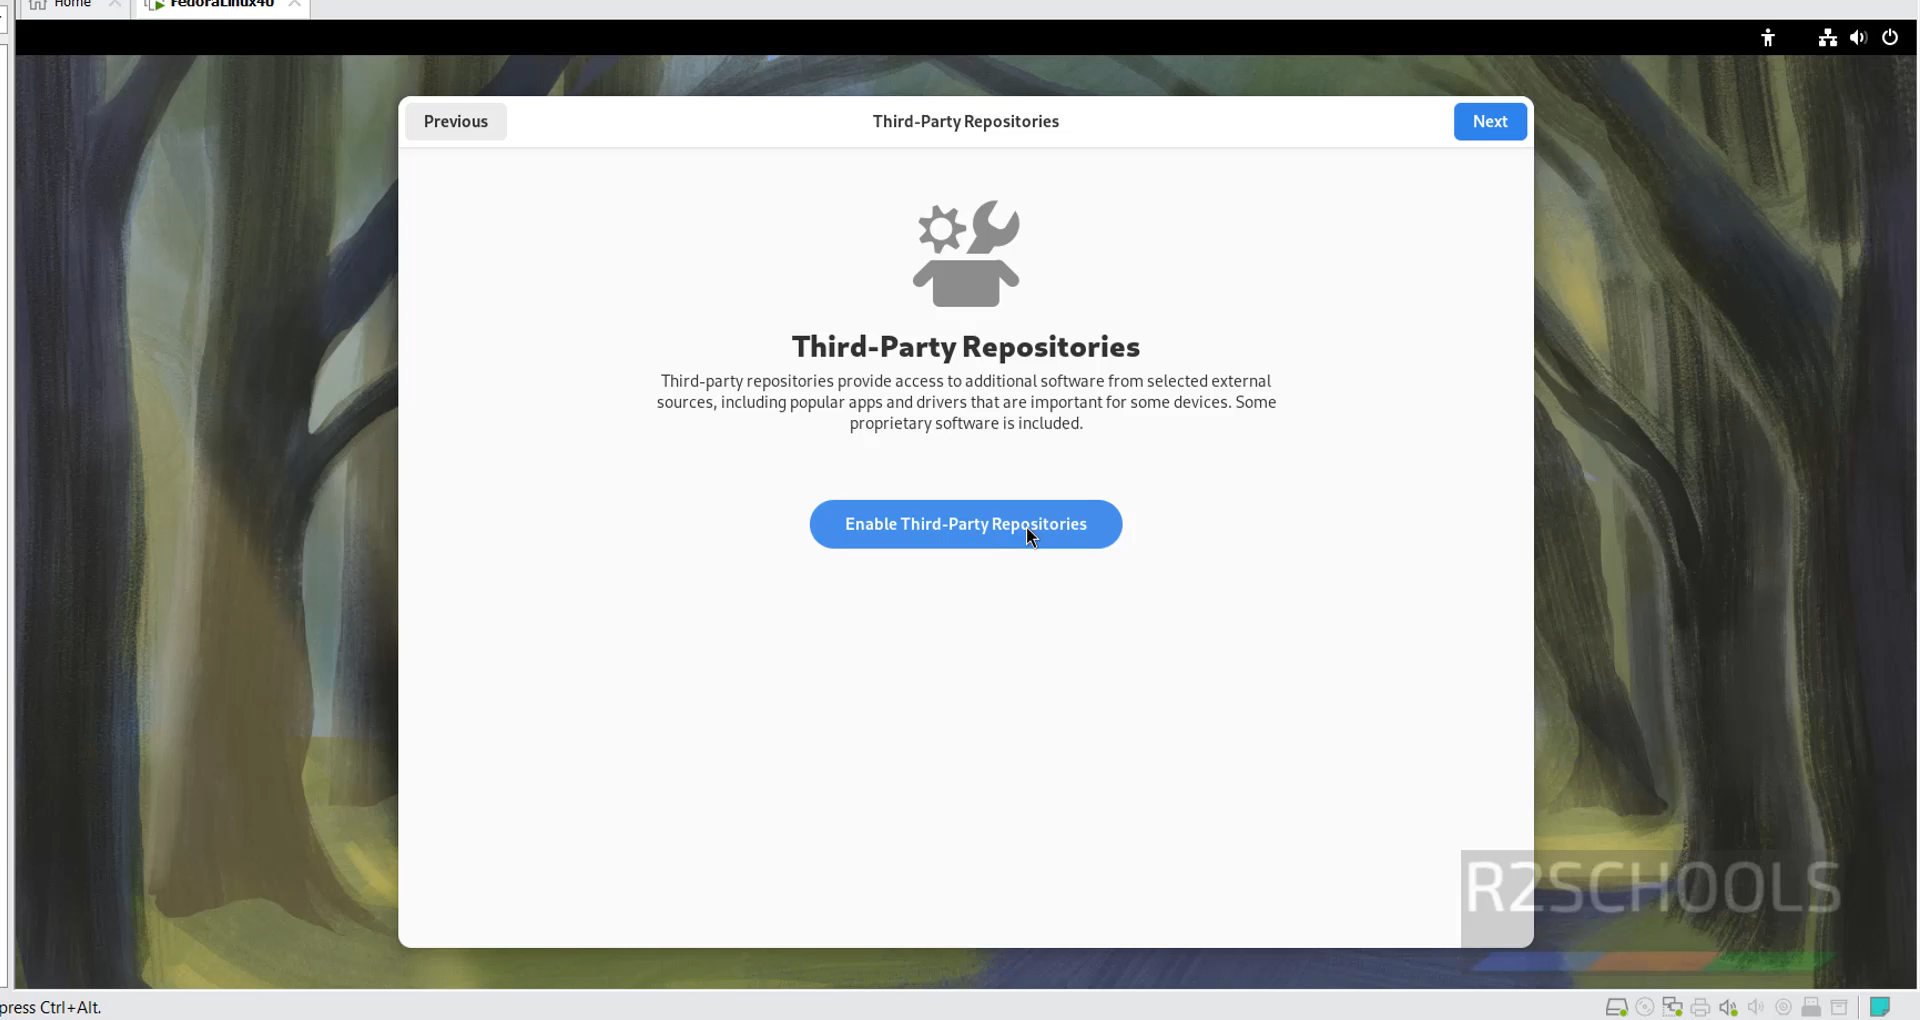 Home
FedoraLinux40
Previous
Third-Party Repositories
Next
Third-Party Repositories
Third-party repositories provide access to additional software from selected external
sources, including popular apps and drivers that are important for some devices. Some
proprietary software is included.
Enable Third-Party Repositories
R2SCHOOLS
press Ctrl+Alt.